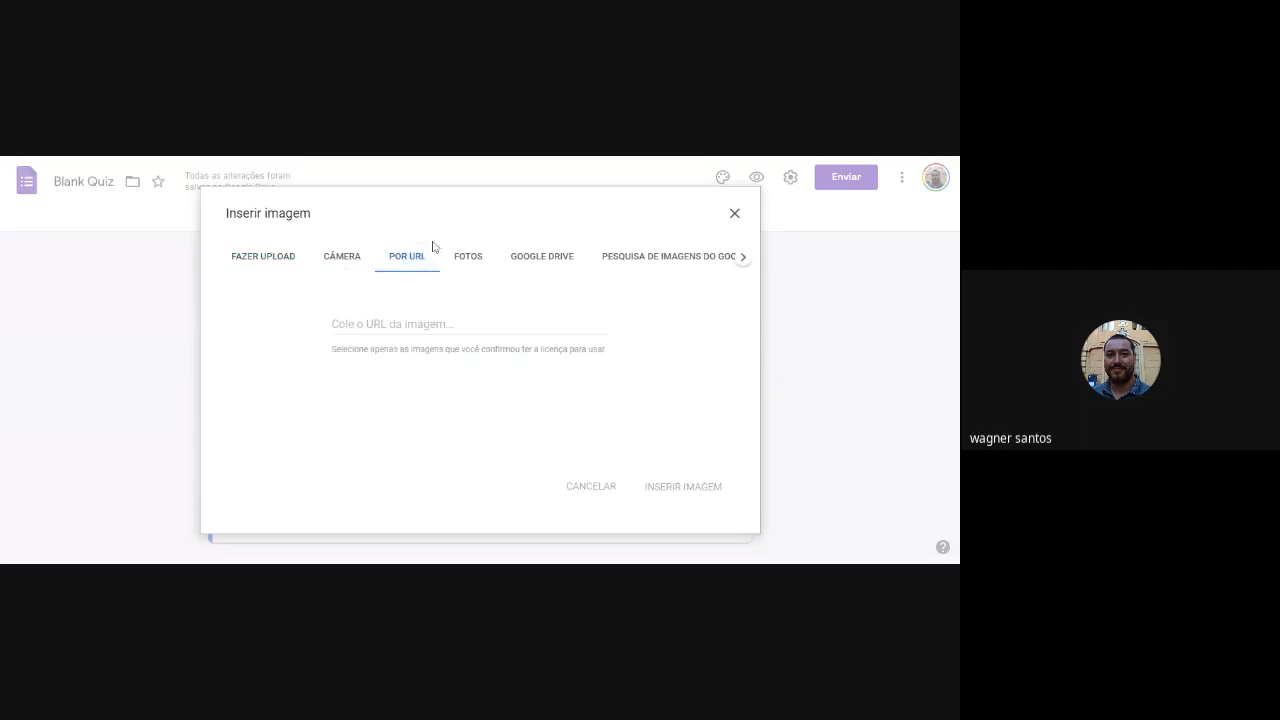 Blank Quiz
Todas as alterações foram
Enviar
Inserir imagem
FAZER UPLOAD CÂMERA POR URL FOTOS GOOGLE DRIVE PESQUISA DE IMAGENS DO GOO
Cole o URL da imagem...
Selecione apenas as imagens que você confirmou ter a licença para usar.
CANCELAR INSERIR IMAGEM
wagner santos